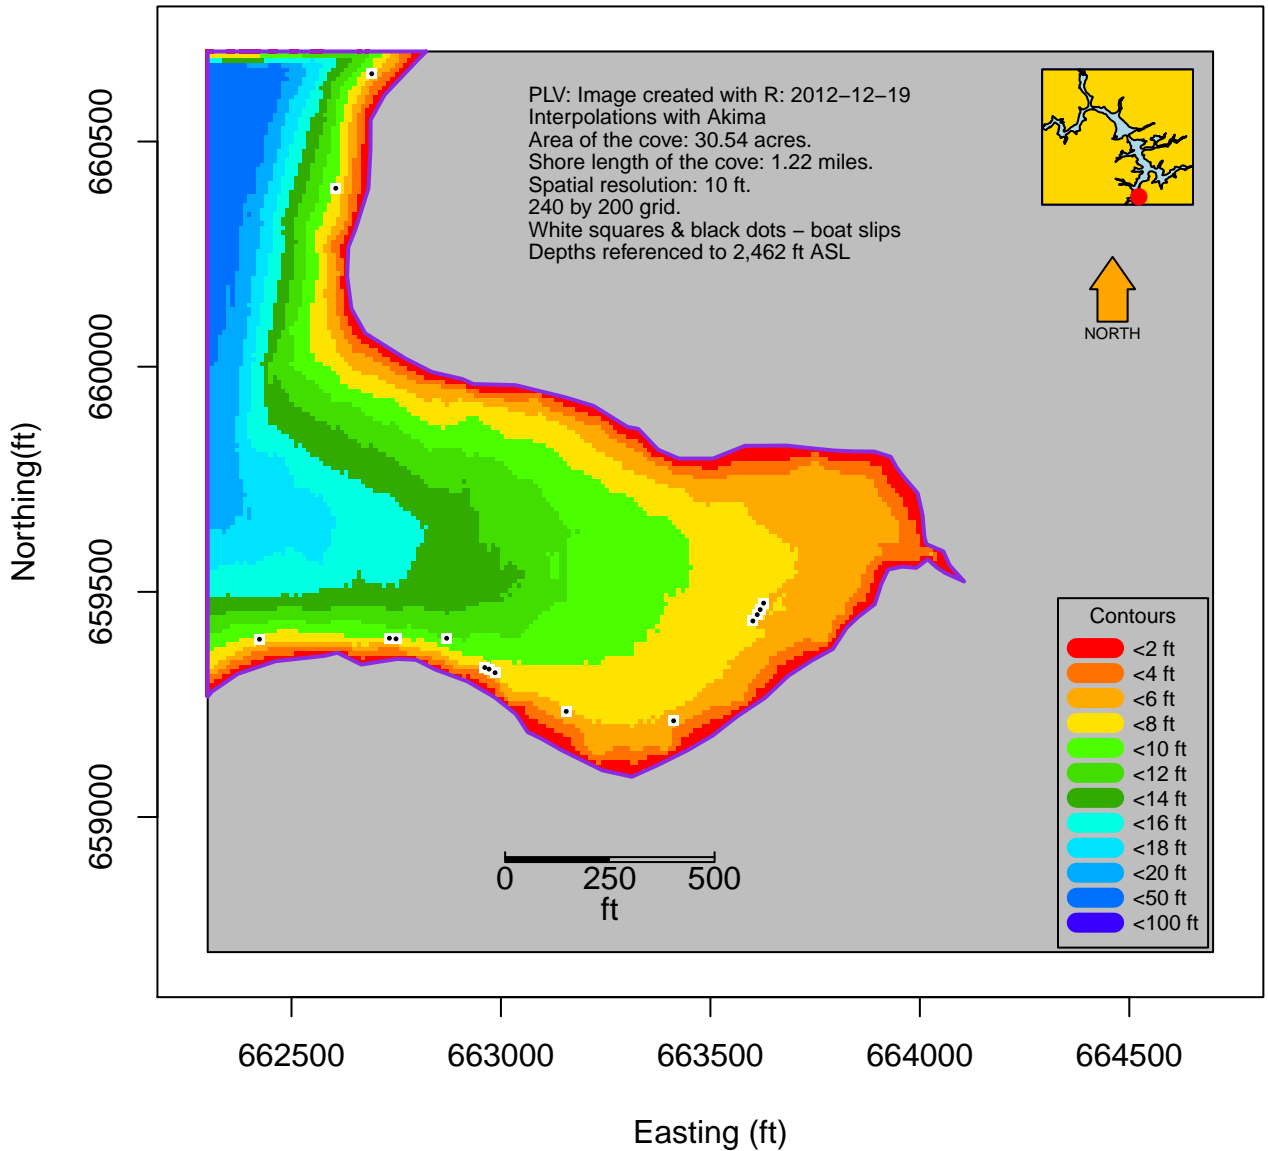 PLV: Image created with R: 2012−12−19
Interpolations with Akima
Area of the cove: 30.54 acres.
Shore length of the cove: 1.22 miles.
Spatial resolution: 10 ft.
240 by 200 grid.
White squares & black dots − boat slips
Depths referenced to 2,462 ft ASL
NORTH
660500
660000
659500
659000
Northing(ft)
Contours
<2 ft
<4 ft
<6 ft
<8 ft
<10 ft
<12 ft
<14 ft
<16 ft
<18 ft
<20 ft
<50 ft
<100 ft
0 250 500
ft
662500 663000 663500 664000 664500
Easting (ft)